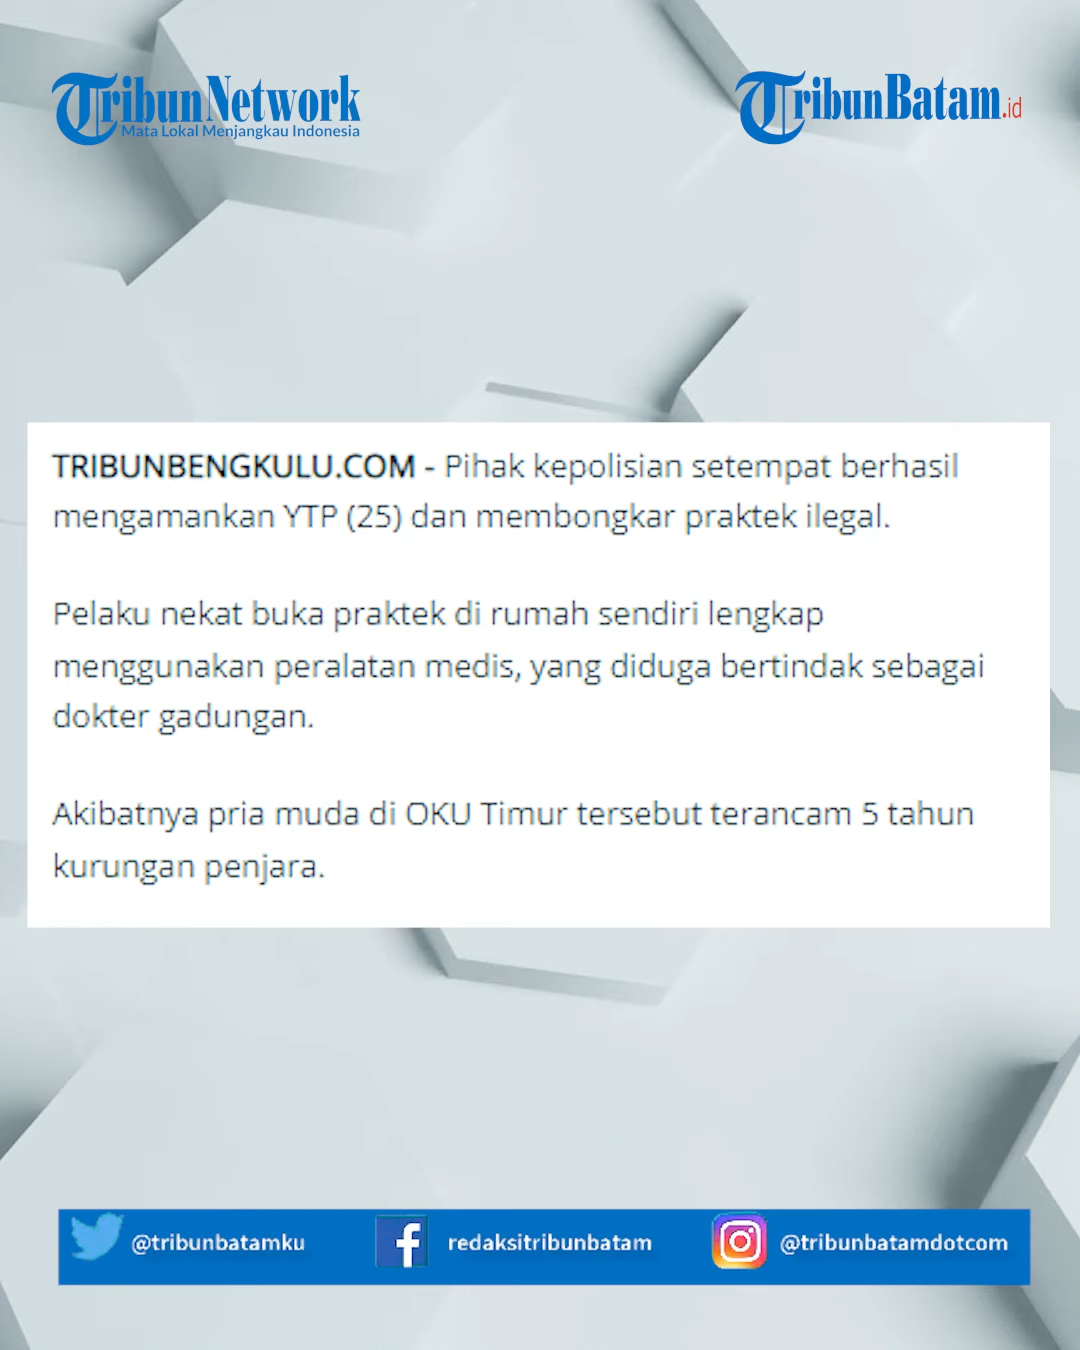 TribunNetwork
Mata Lokal Menjangkau Indonesia
TribunBatam.id
TRIBUNBENGKULU.COM - Pihak kepolisian setempat berhasil
mengamankan YTP (25) dan membongkar praktek ilegal.
Pelaku nekat buka praktek di rumah sendiri lengkap
menggunakan peralatan medis, yang diduga bertindak sebagai
dokter gadungan.
Akibatnya pria muda di OKU Timur tersebut terancam 5 tahun
kurungan penjara.
@tribunbatamku
redaksitribunbatam
@tribunbatamdotcom